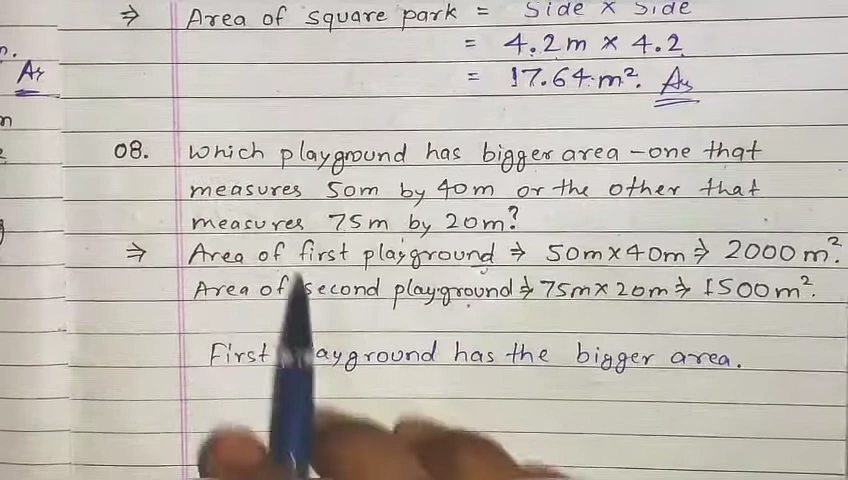 ⇒ Area of square park = Side x Side
= 4.2m x 4.2
= 17.64 m². Ans
08. Which playground has bigger area - one that
measures 50m by 40m or the other that
measures 75m by 20m?
⇒ Area of first playground ⇒ 50m x 40m ⇒ 2000 m².
Area of second playground ⇒ 75m x 20m ⇒ 1500m².
First playground has the bigger area.